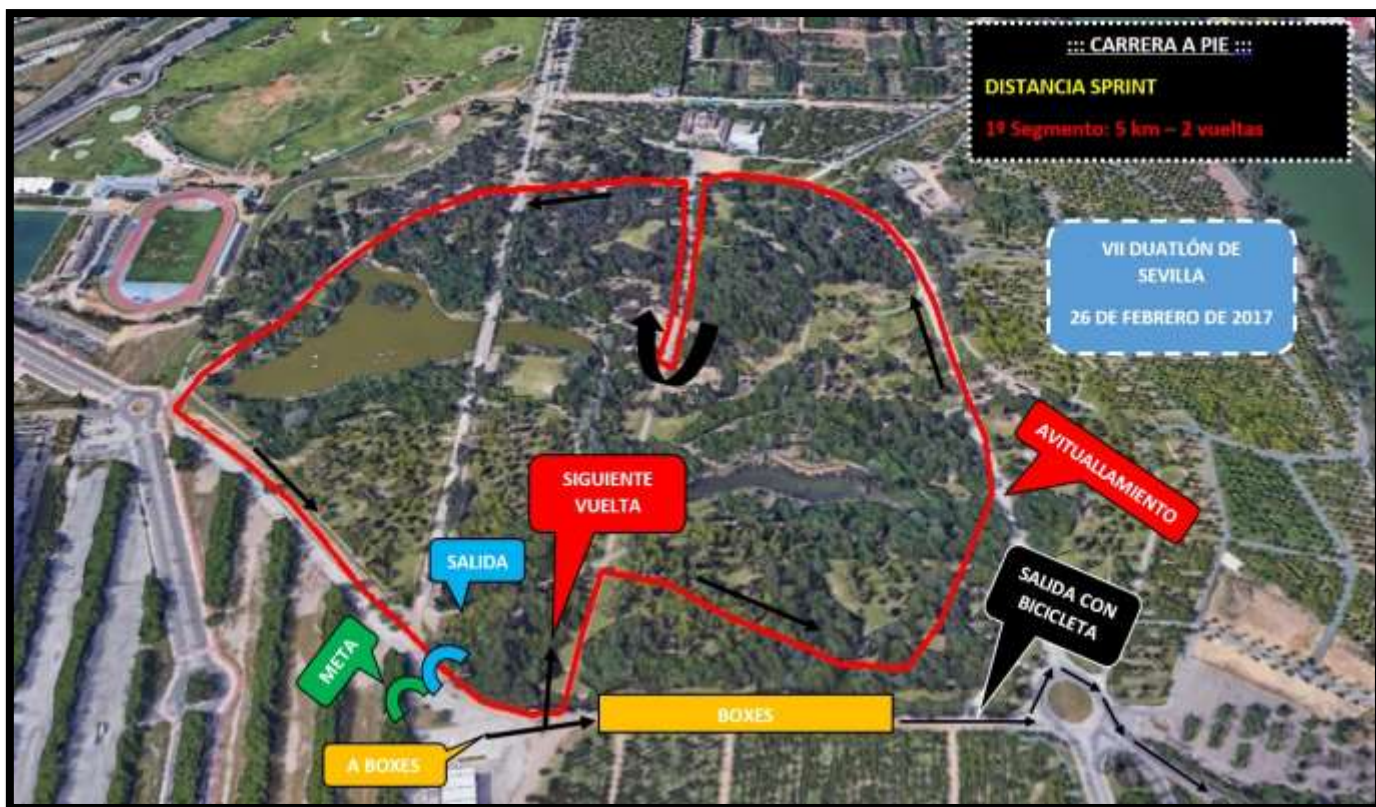 ::: CARRERA A PIE :::
DISTANCIA SPRINT
1º Segmento: 5 km – 2 vueltas
VII DUATLÓN DE
SEVILLA
26 DE FEBRERO DE 2017
AVITUALLAMIENTO
SIGUIENTE
VUELTA
SALIDA
SALIDA CON
BICICLETA
META
BOXES
A BOXES